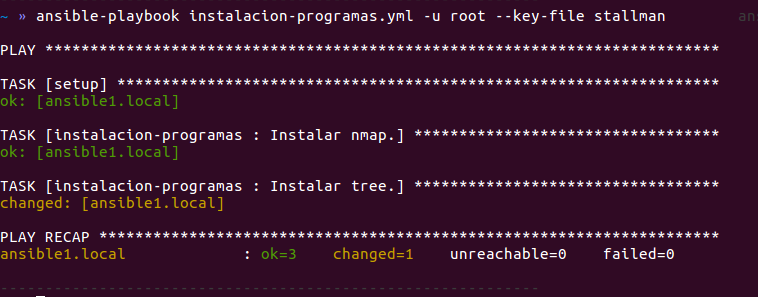 ~ » ansible-playbook instalacion-programas.yml -u root --key-file stallman
PLAY ***************************************************************************
TASK [setup] *******************************************************************
ok: [ansible1.local]
TASK [instalacion-programas : Instalar nmap.] **********************************
ok: [ansible1.local]
TASK [instalacion-programas : Instalar tree.] **********************************
changed: [ansible1.local]
PLAY RECAP *********************************************************************
ansible1.local             : ok=3    changed=1    unreachable=0    failed=0